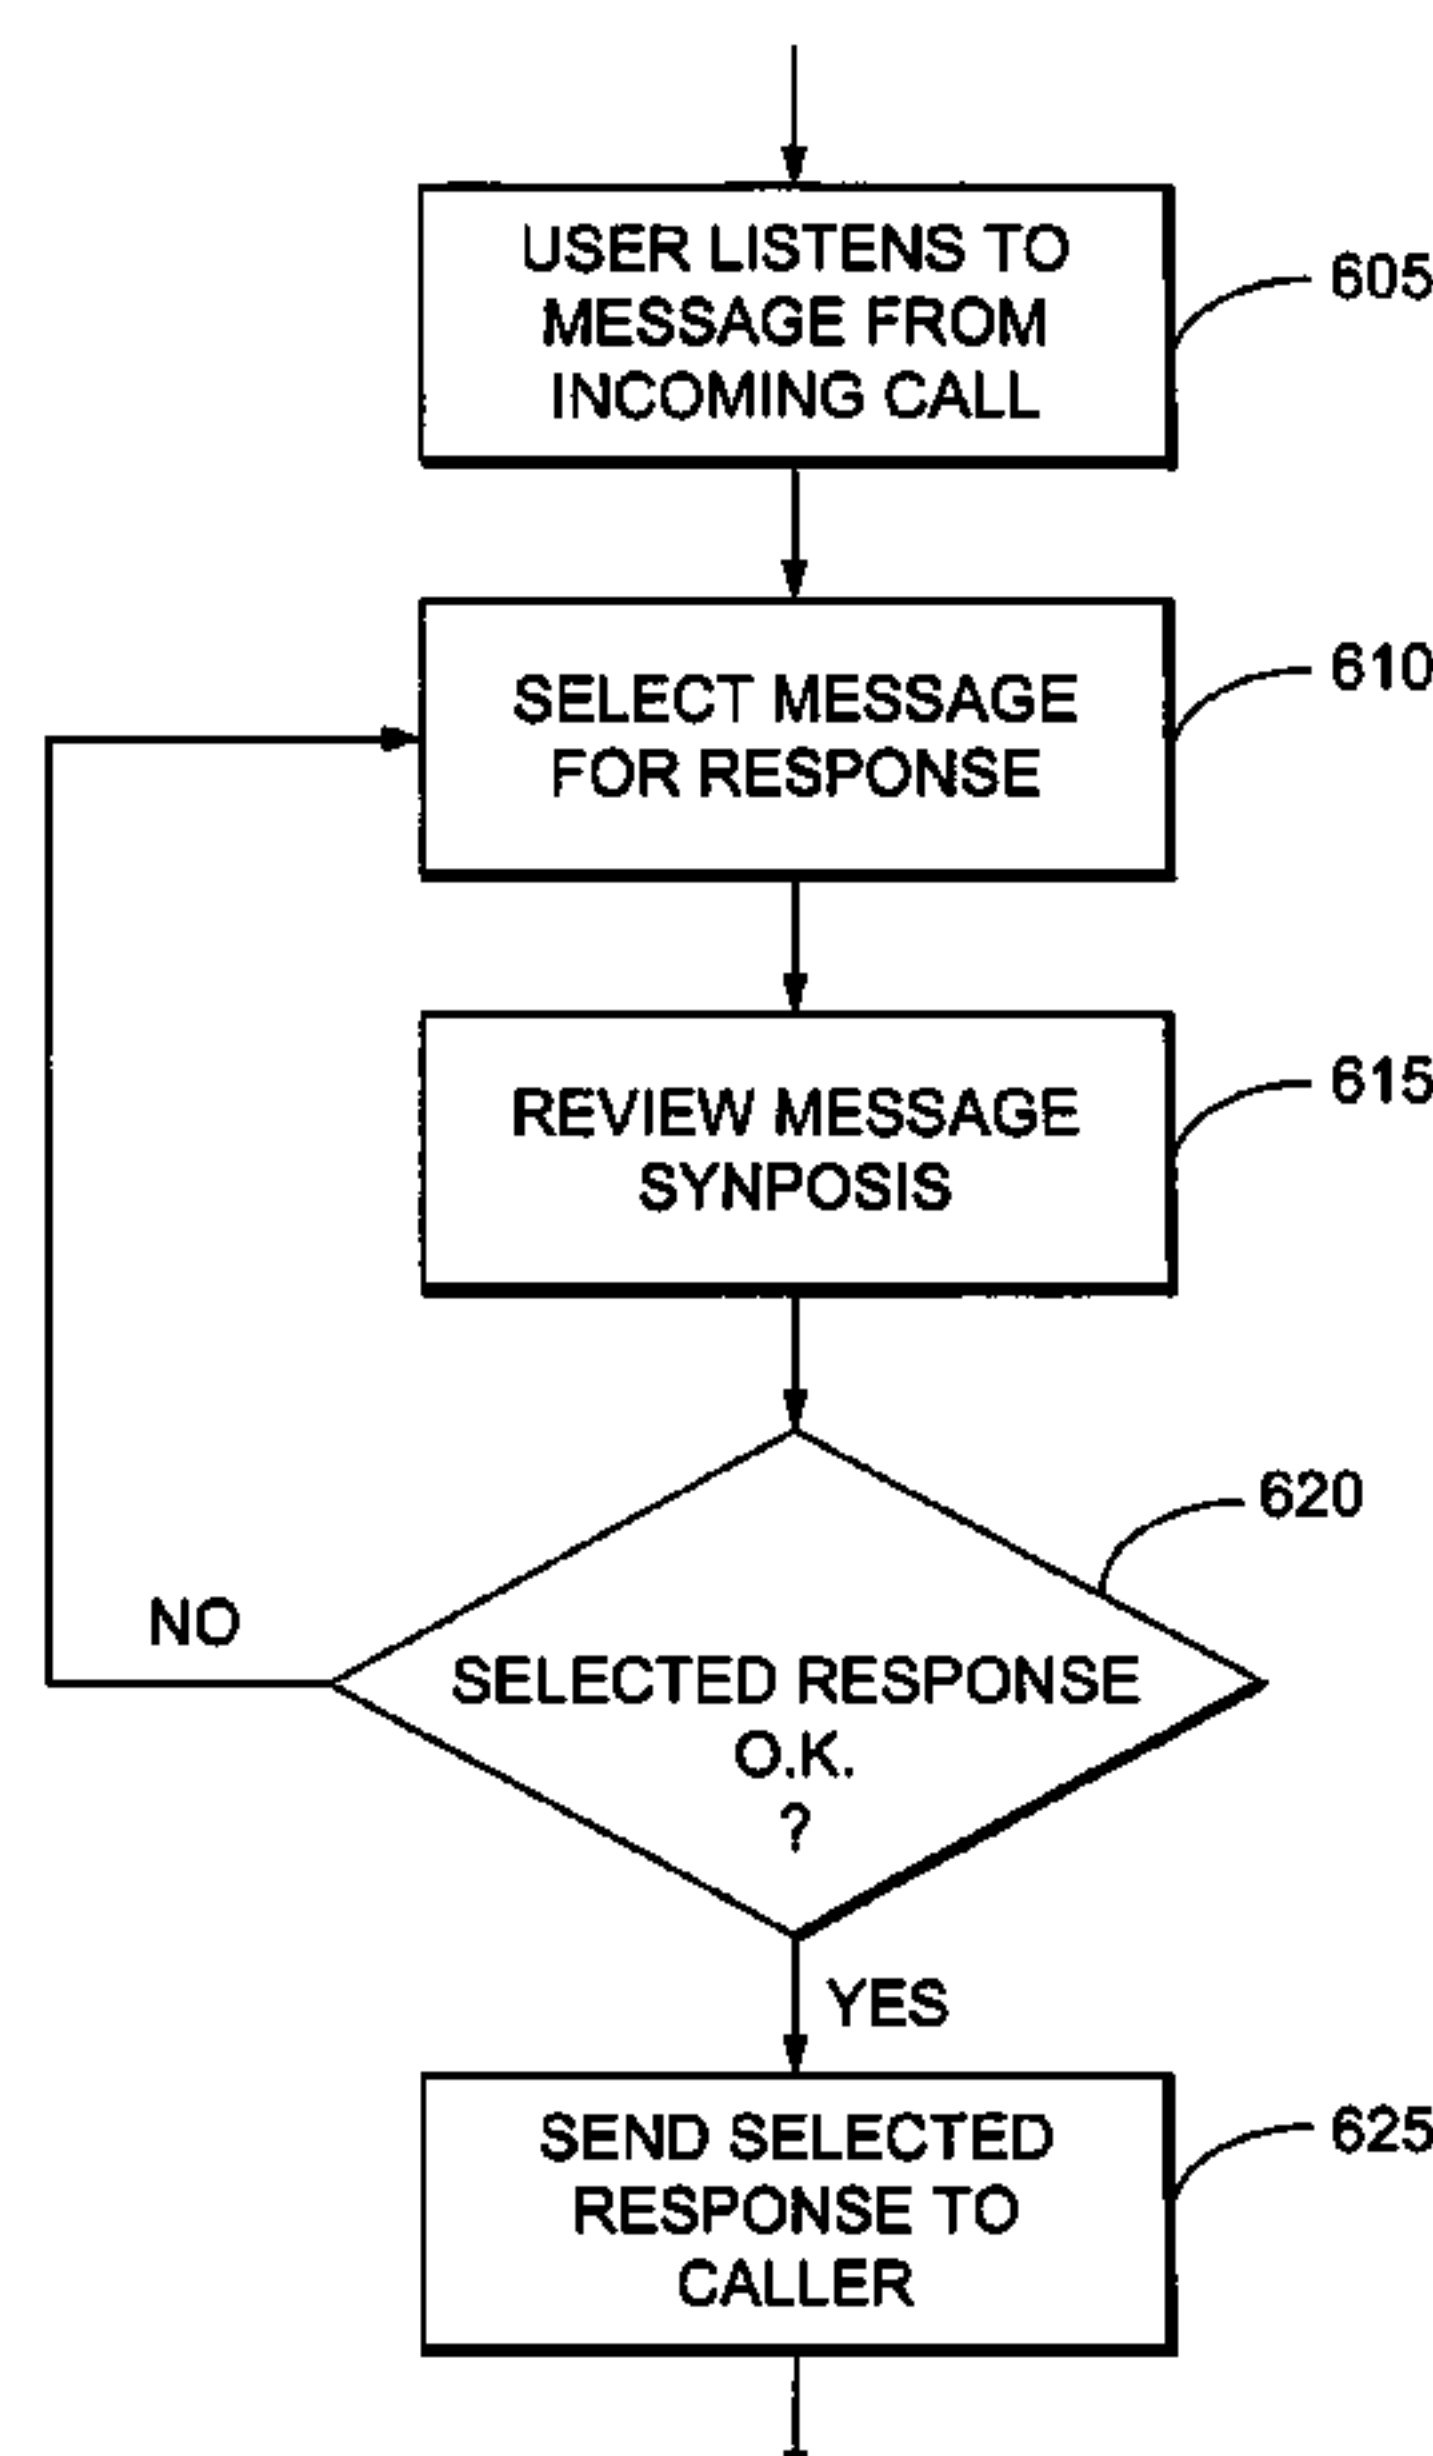 USER LISTENS TO
MESSAGE FROM
INCOMING CALL
605
SELECT MESSAGE
FOR RESPONSE
610
REVIEW MESSAGE
SYNPOSIS
615
620
NO
SELECTED RESPONSE
O.K.
?
YES
SEND SELECTED
RESPONSE TO
CALLER
625